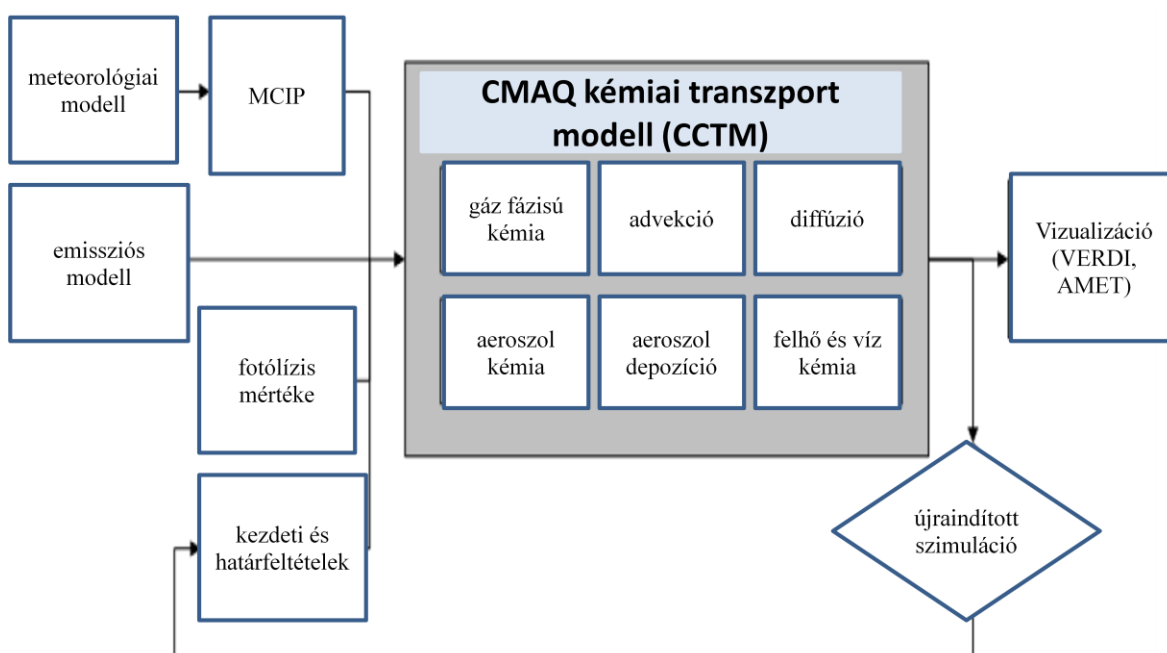 meteorológiai
modell
MCIP
emissziós
modell
fotólízis
mértéke
kezdeti és
határfeltételek
CMAQ kémiai transzport
modell (CCTM)
gáz fázisú
kémia
advekció
diffúzió
aeroszol
kémia
aeroszol
depozíció
felhő és víz
kémia
Vizualizáció
(VERDI,
AMET)
újraindított
szimuláció